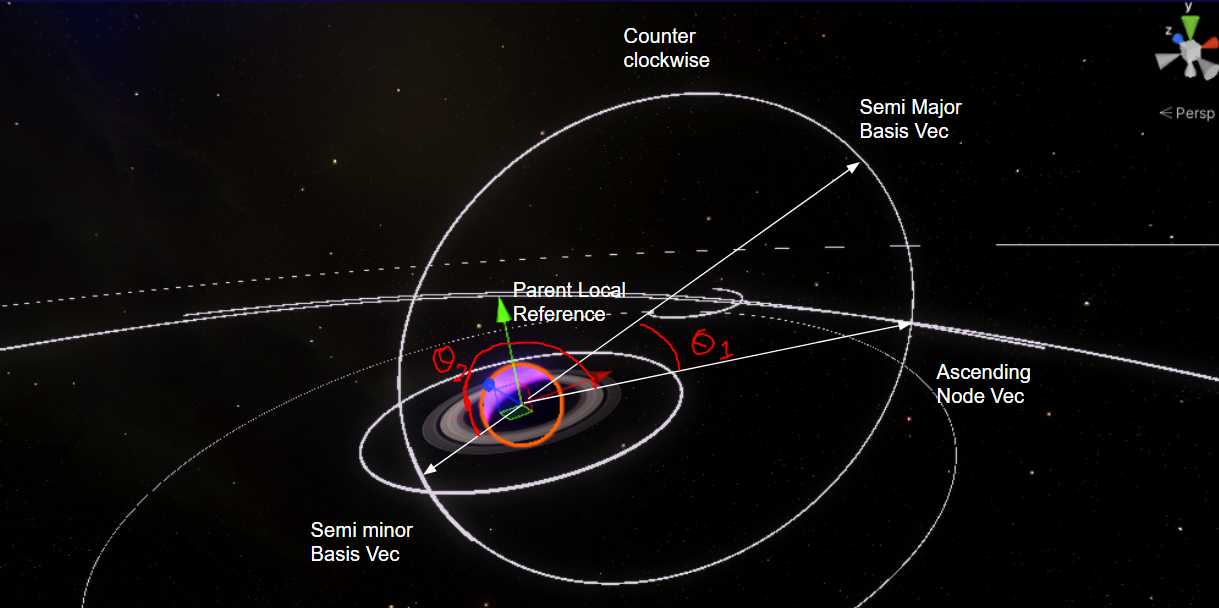 Counter
clockwise
y
z
< Persp
Semi Major
Basis Vec
Parent Local
Reference
Θ2
Θ1
Ascending
Node Vec
Semi minor
Basis Vec